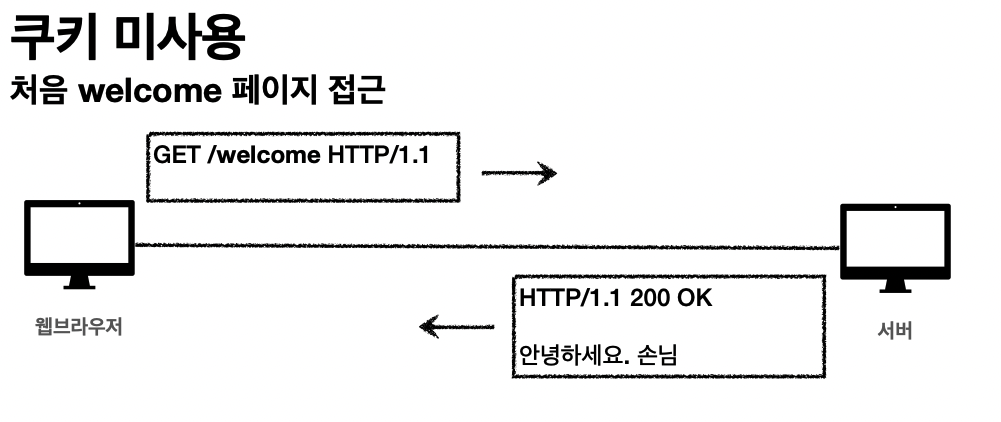 쿠키 미사용
처음 welcome 페이지 접근
GET /welcome HTTP/1.1
웹브라우저
HTTP/1.1 200 OK
안녕하세요. 손님
서버